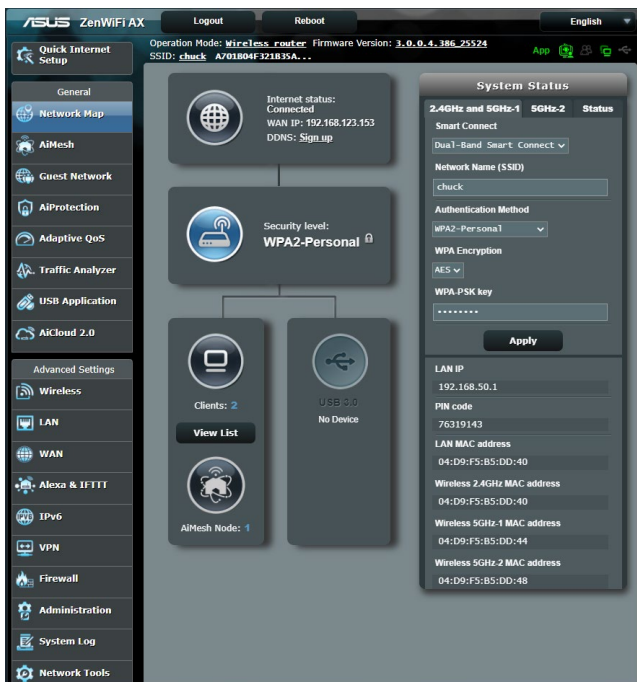 ASUS ZenWiFi AX
Logout
Reboot
English
Operation Mode: Wireless router Firmware Version: 3.0.0.4.386_25524
SSID: chuck A701B04F321B35A...
App
Quick Internet
Setup
General
Network Map
AiMesh
Guest Network
AiProtection
Adaptive QoS
Traffic Analyzer
USB Application
AiCloud 2.0
Advanced Settings
Wireless
LAN
WAN
Alexa & IFTTT
IPv6
VPN
Firewall
Administration
System Log
Network Tools
Internet status:
Connected
WAN IP: 192.168.123.153
DDNS: Sign up
Security level:
WPA2-Personal
Clients: 2
View List
AiMesh Node: 1
USB 3.0
No Device
System Status
2.4GHz and 5GHz-1 5GHz-2 Status
Smart Connect
Dual-Band Smart Connect
Network Name (SSID)
chuck
Authentication Method
WPA2-Personal
WPA Encryption
AES
WPA-PSK key
········
Apply
LAN IP
192.168.50.1
PIN code
76319143
LAN MAC address
04:D9:F5:B5:DD:40
Wireless 2.4GHz MAC address
04:D9:F5:B5:DD:40
Wireless 5GHz-1 MAC address
04:D9:F5:B5:DD:44
Wireless 5GHz-2 MAC address
04:D9:F5:B5:DD:48